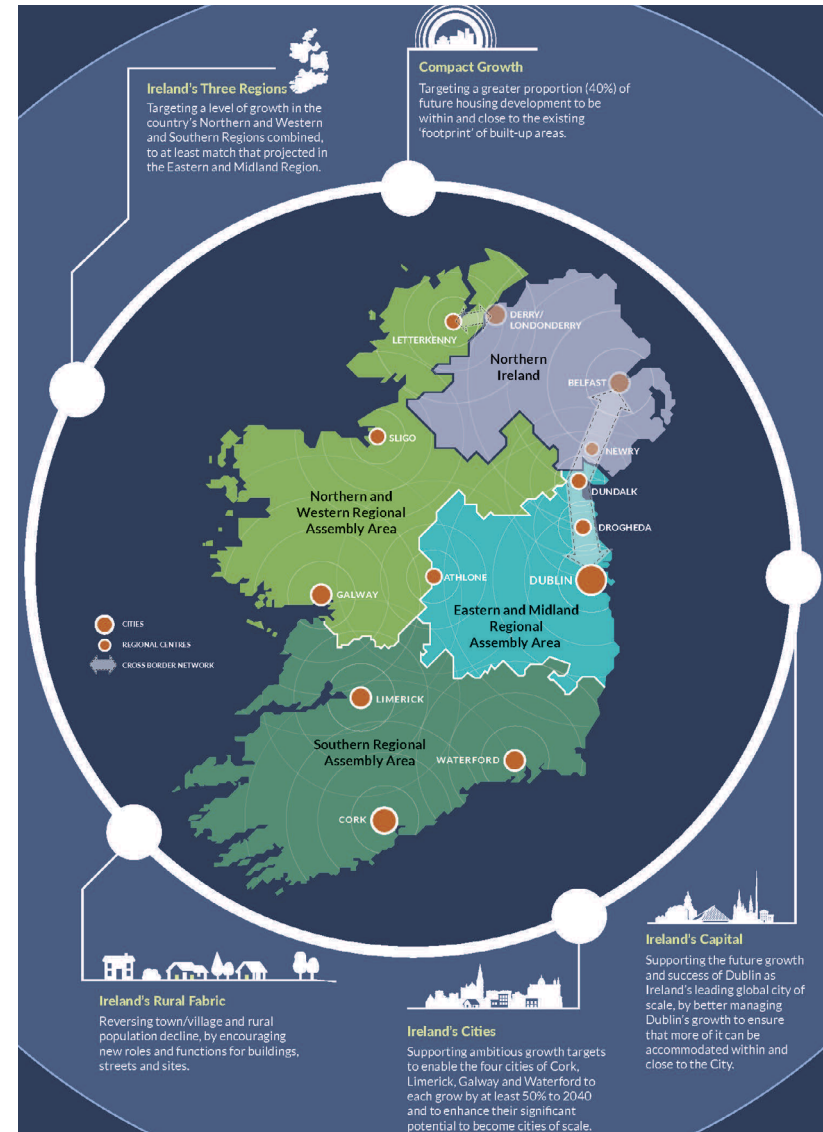 Ireland's Three Regions
Targeting a level of growth in the
country's Northern and Western
and Southern Regions combined,
to at least match that projected in
the Eastern and Midland Region.
Compact Growth
Targeting a greater proportion (40%) of
future housing development to be
within and close to the existing
'footprint' of built-up areas.
LETTERKENNY
DERRY/
LONDONDERRY
Northern
Ireland
BELFAST
SLIGO
NEWRY
DUNDALK
Northern and
Western Regional
Assembly Area
DROGHEDA
ATHLONE
DUBLIN
GALWAY
Eastern and Midland
Regional
Assembly Area
CITIES
REGIONAL CENTRES
CROSS BORDER NETWORK
LIMERICK
Southern Regional
Assembly Area
WATERFORD
CORK
Ireland's Capital
Supporting the future growth
and success of Dublin as
Ireland's leading global city of
scale, by better managing
Dublin's growth to ensure
that more of it can be
accommodated within and
close to the City.
Ireland's Rural Fabric
Reversing town/village and rural
population decline, by encouraging
new roles and functions for buildings,
streets and sites.
Ireland's Cities
Supporting ambitious growth targets
to enable the four cities of Cork,
Limerick, Galway and Waterford to
each grow by at least 50% to 2040
and to enhance their significant
potential to become cities of scale.